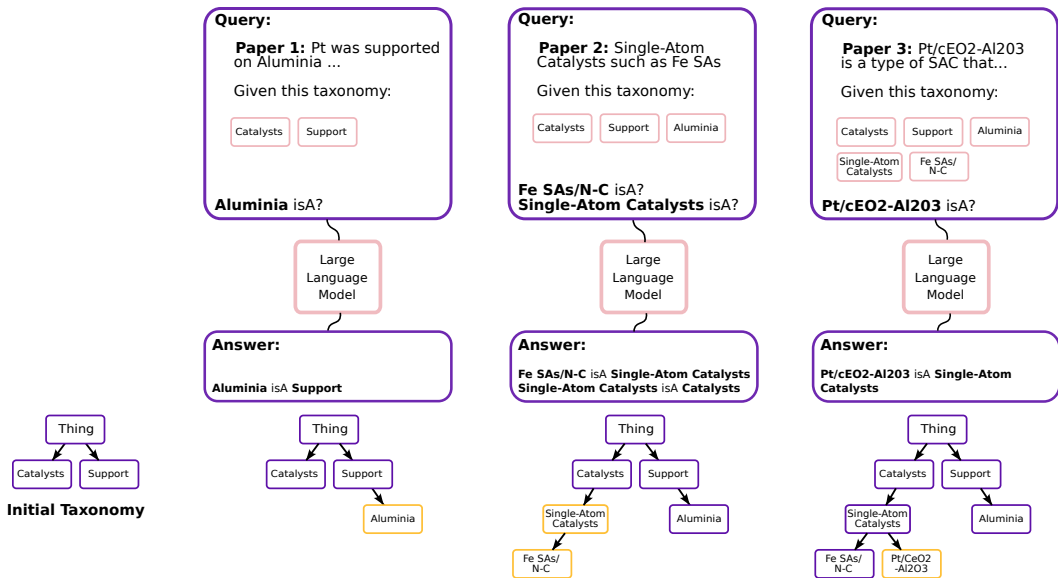 Query:
Paper 1: Pt was supported
on Aluminia ...
Given this taxonomy:
Catalysts
Support
Aluminia isA?
Large
Language
Model
Answer:
Aluminia isA Support
Query:
Paper 2: Single-Atom
Catalysts such as Fe SAs
Given this taxonomy:
Catalysts
Support
Aluminia
Fe SAs/N-C isA?
Single-Atom Catalysts isA?
Large
Language
Model
Answer:
Fe SAs/N-C isA Single-Atom Catalysts
Single-Atom Catalysts isA Catalysts
Query:
Paper 3: Pt/cEO2-Al203
is a type of SAC that...
Given this taxonomy:
Catalysts
Support
Aluminia
Single-Atom
Catalysts
Fe SAs/
N-C
Pt/cEO2-Al203 isA?
Large
Language
Model
Answer:
Pt/cEO2-Al203 isA Single-Atom
Catalysts
Thing
Catalysts
Support
Initial Taxonomy
Thing
Catalysts
Support
Aluminia
Thing
Catalysts
Support
Single-Atom
Catalysts
Aluminia
Fe SAs/
N-C
Thing
Catalysts
Support
Single-Atom
Catalysts
Aluminia
Fe SAs/
N-C
Pt/CeO2
-Al2O3